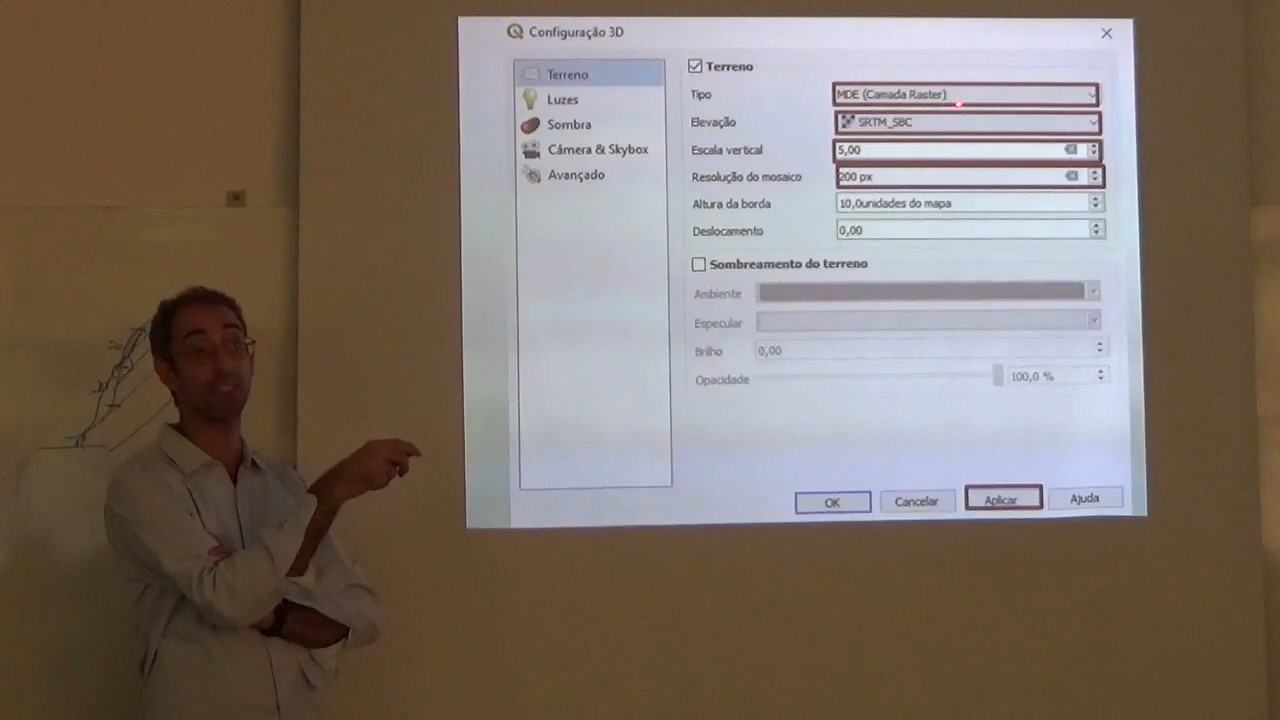 Configuração 3D
Terreno
Luzes
Sombra
Câmera & Skybox
Avançado
Terreno
Tipo MDE (Camada Raster)
Elevação SRTM_SBC
Escala vertical 5,00
Resolução do mosaico 200 px
Altura da borda 10,0unidades do mapa
Deslocamento 0,00
Sombreamento do terreno
Ambiente
Especular
Brilho 0,00
Opacidade 100,0 %
OK Cancelar Aplicar Ajuda